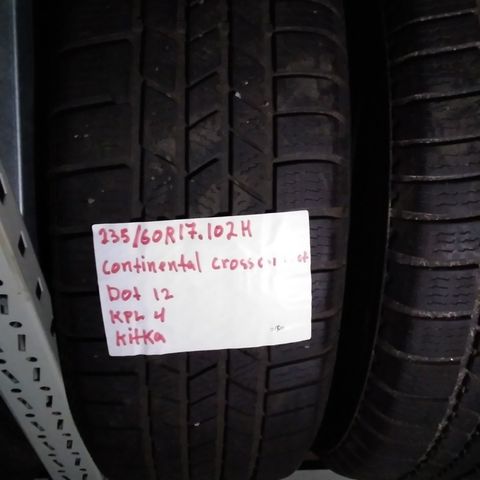 235/60R17.102H
continental
Dot 12
KPL 4
kitka